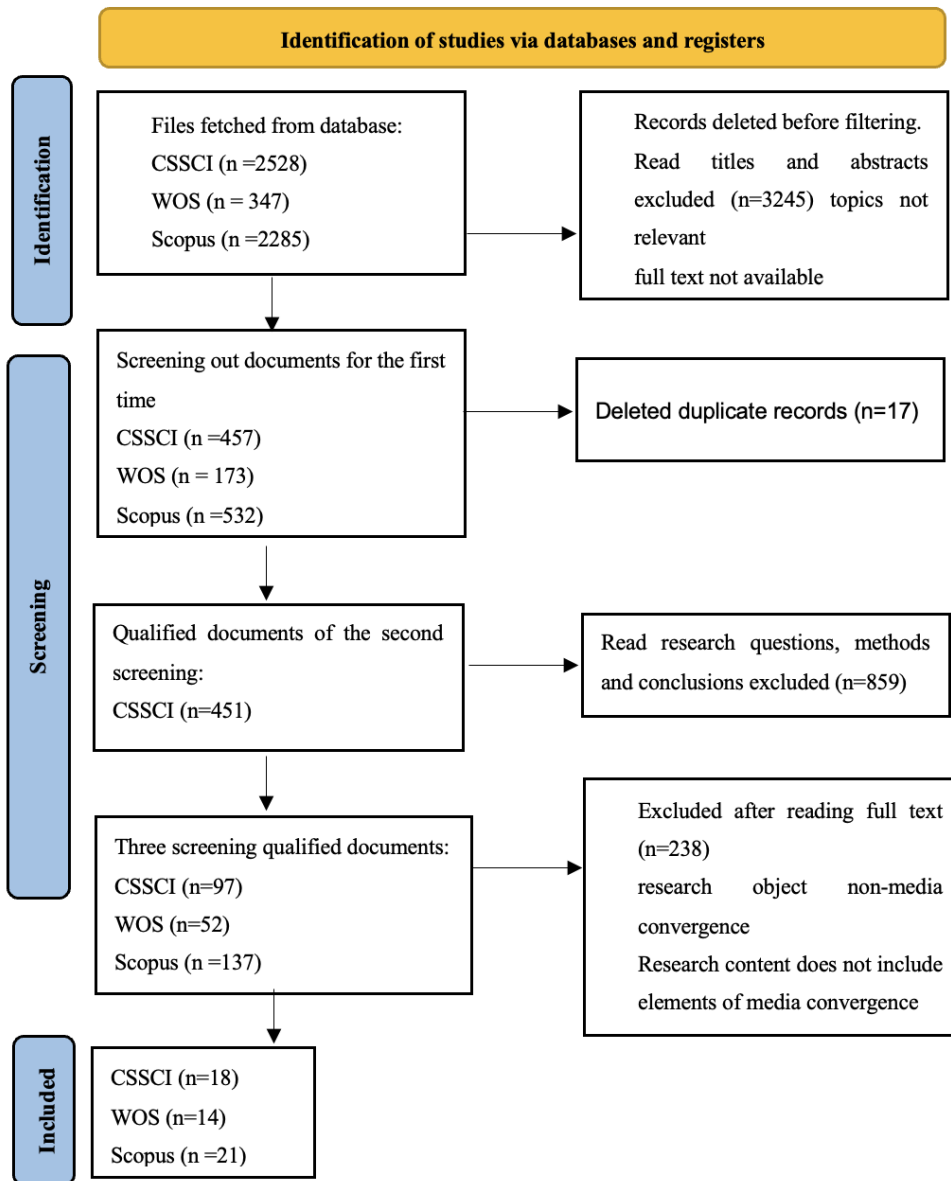 Identification of studies via databases and registers
Identification
Files fetched from database:
CSSCI (n =2528)
WOS (n = 347)
Scopus (n =2285)
Records deleted before filtering.
Read titles and abstracts
excluded (n=3245) topics not
relevant
full text not available
Screening
Screening out documents for the first
time
CSSCI (n =457)
WOS (n = 173)
Scopus (n =532)
Deleted duplicate records (n=17)
Qualified documents of the second
screening:
CSSCI (n=451)
Read research questions, methods
and conclusions excluded (n=859)
Three screening qualified documents:
CSSCI (n=97)
WOS (n=52)
Scopus (n =137)
Excluded after reading full text
(n=238)
research object non-media
convergence
Research content does not include
elements of media convergence
Included
CSSCI (n=18)
WOS (n=14)
Scopus (n =21)